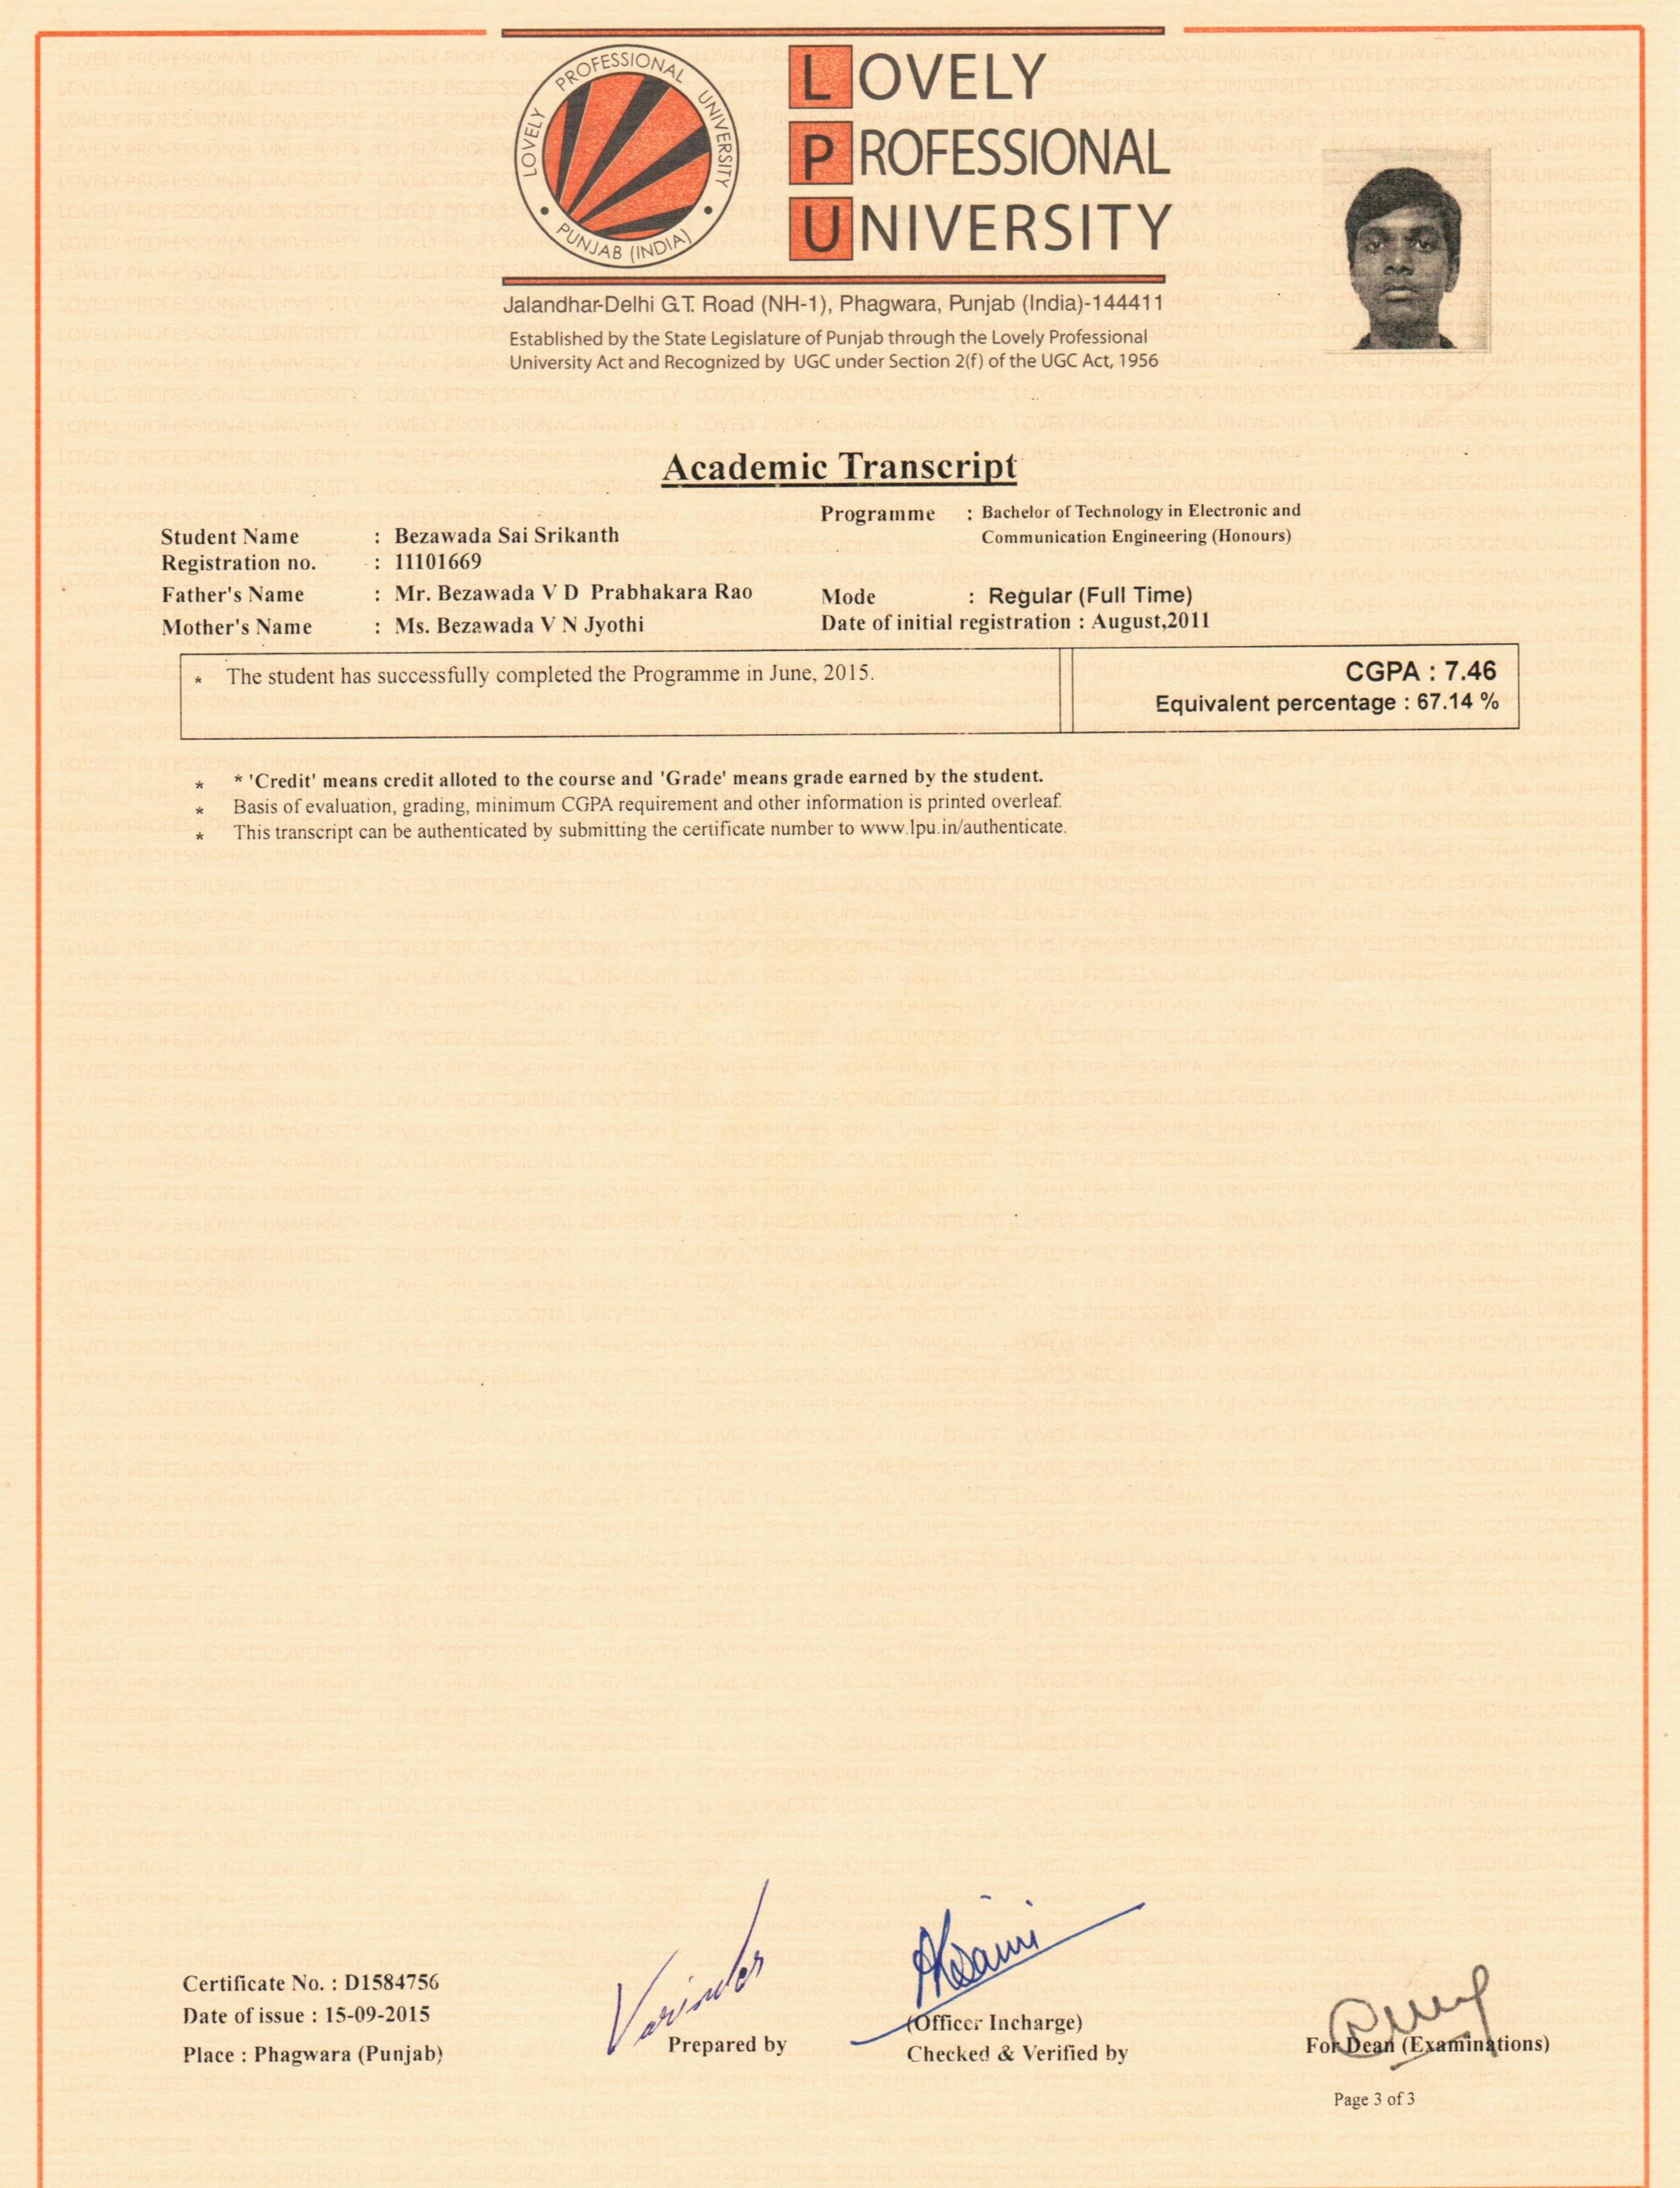 LOVELY PROFESSIONAL UNIVERSITY
PUNJAB (INDIA)
LOVELY
PROFESSIONAL
UNIVERSITY
Jalandhar-Delhi G.T. Road (NH-1), Phagwara, Punjab (India)-144411
Established by the State Legislature of Punjab through the Lovely Professional
University Act and Recognized by UGC under Section 2(f) of the UGC Act, 1956
Academic Transcript
Student Name : Bezawada Sai Srikanth
Registration no. : 11101669
Father's Name : Mr. Bezawada V D Prabhakara Rao
Mother's Name : Ms. Bezawada V N Jyothi
Programme : Bachelor of Technology in Electronic and
Communication Engineering (Honours)
Mode : Regular (Full Time)
Date of initial registration : August,2011
* The student has successfully completed the Programme in June, 2015.
CGPA : 7.46
Equivalent percentage : 67.14 %
* * 'Credit' means credit alloted to the course and 'Grade' means grade earned by the student.
* Basis of evaluation, grading, minimum CGPA requirement and other information is printed overleaf.
* This transcript can be authenticated by submitting the certificate number to www.lpu.in/authenticate.
Certificate No. : D1584756
Date of issue : 15-09-2015
Place : Phagwara (Punjab)
Varinder
Prepared by
(Officer Incharge)
Checked & Verified by
For Dean (Examinations)
Page 3 of 3